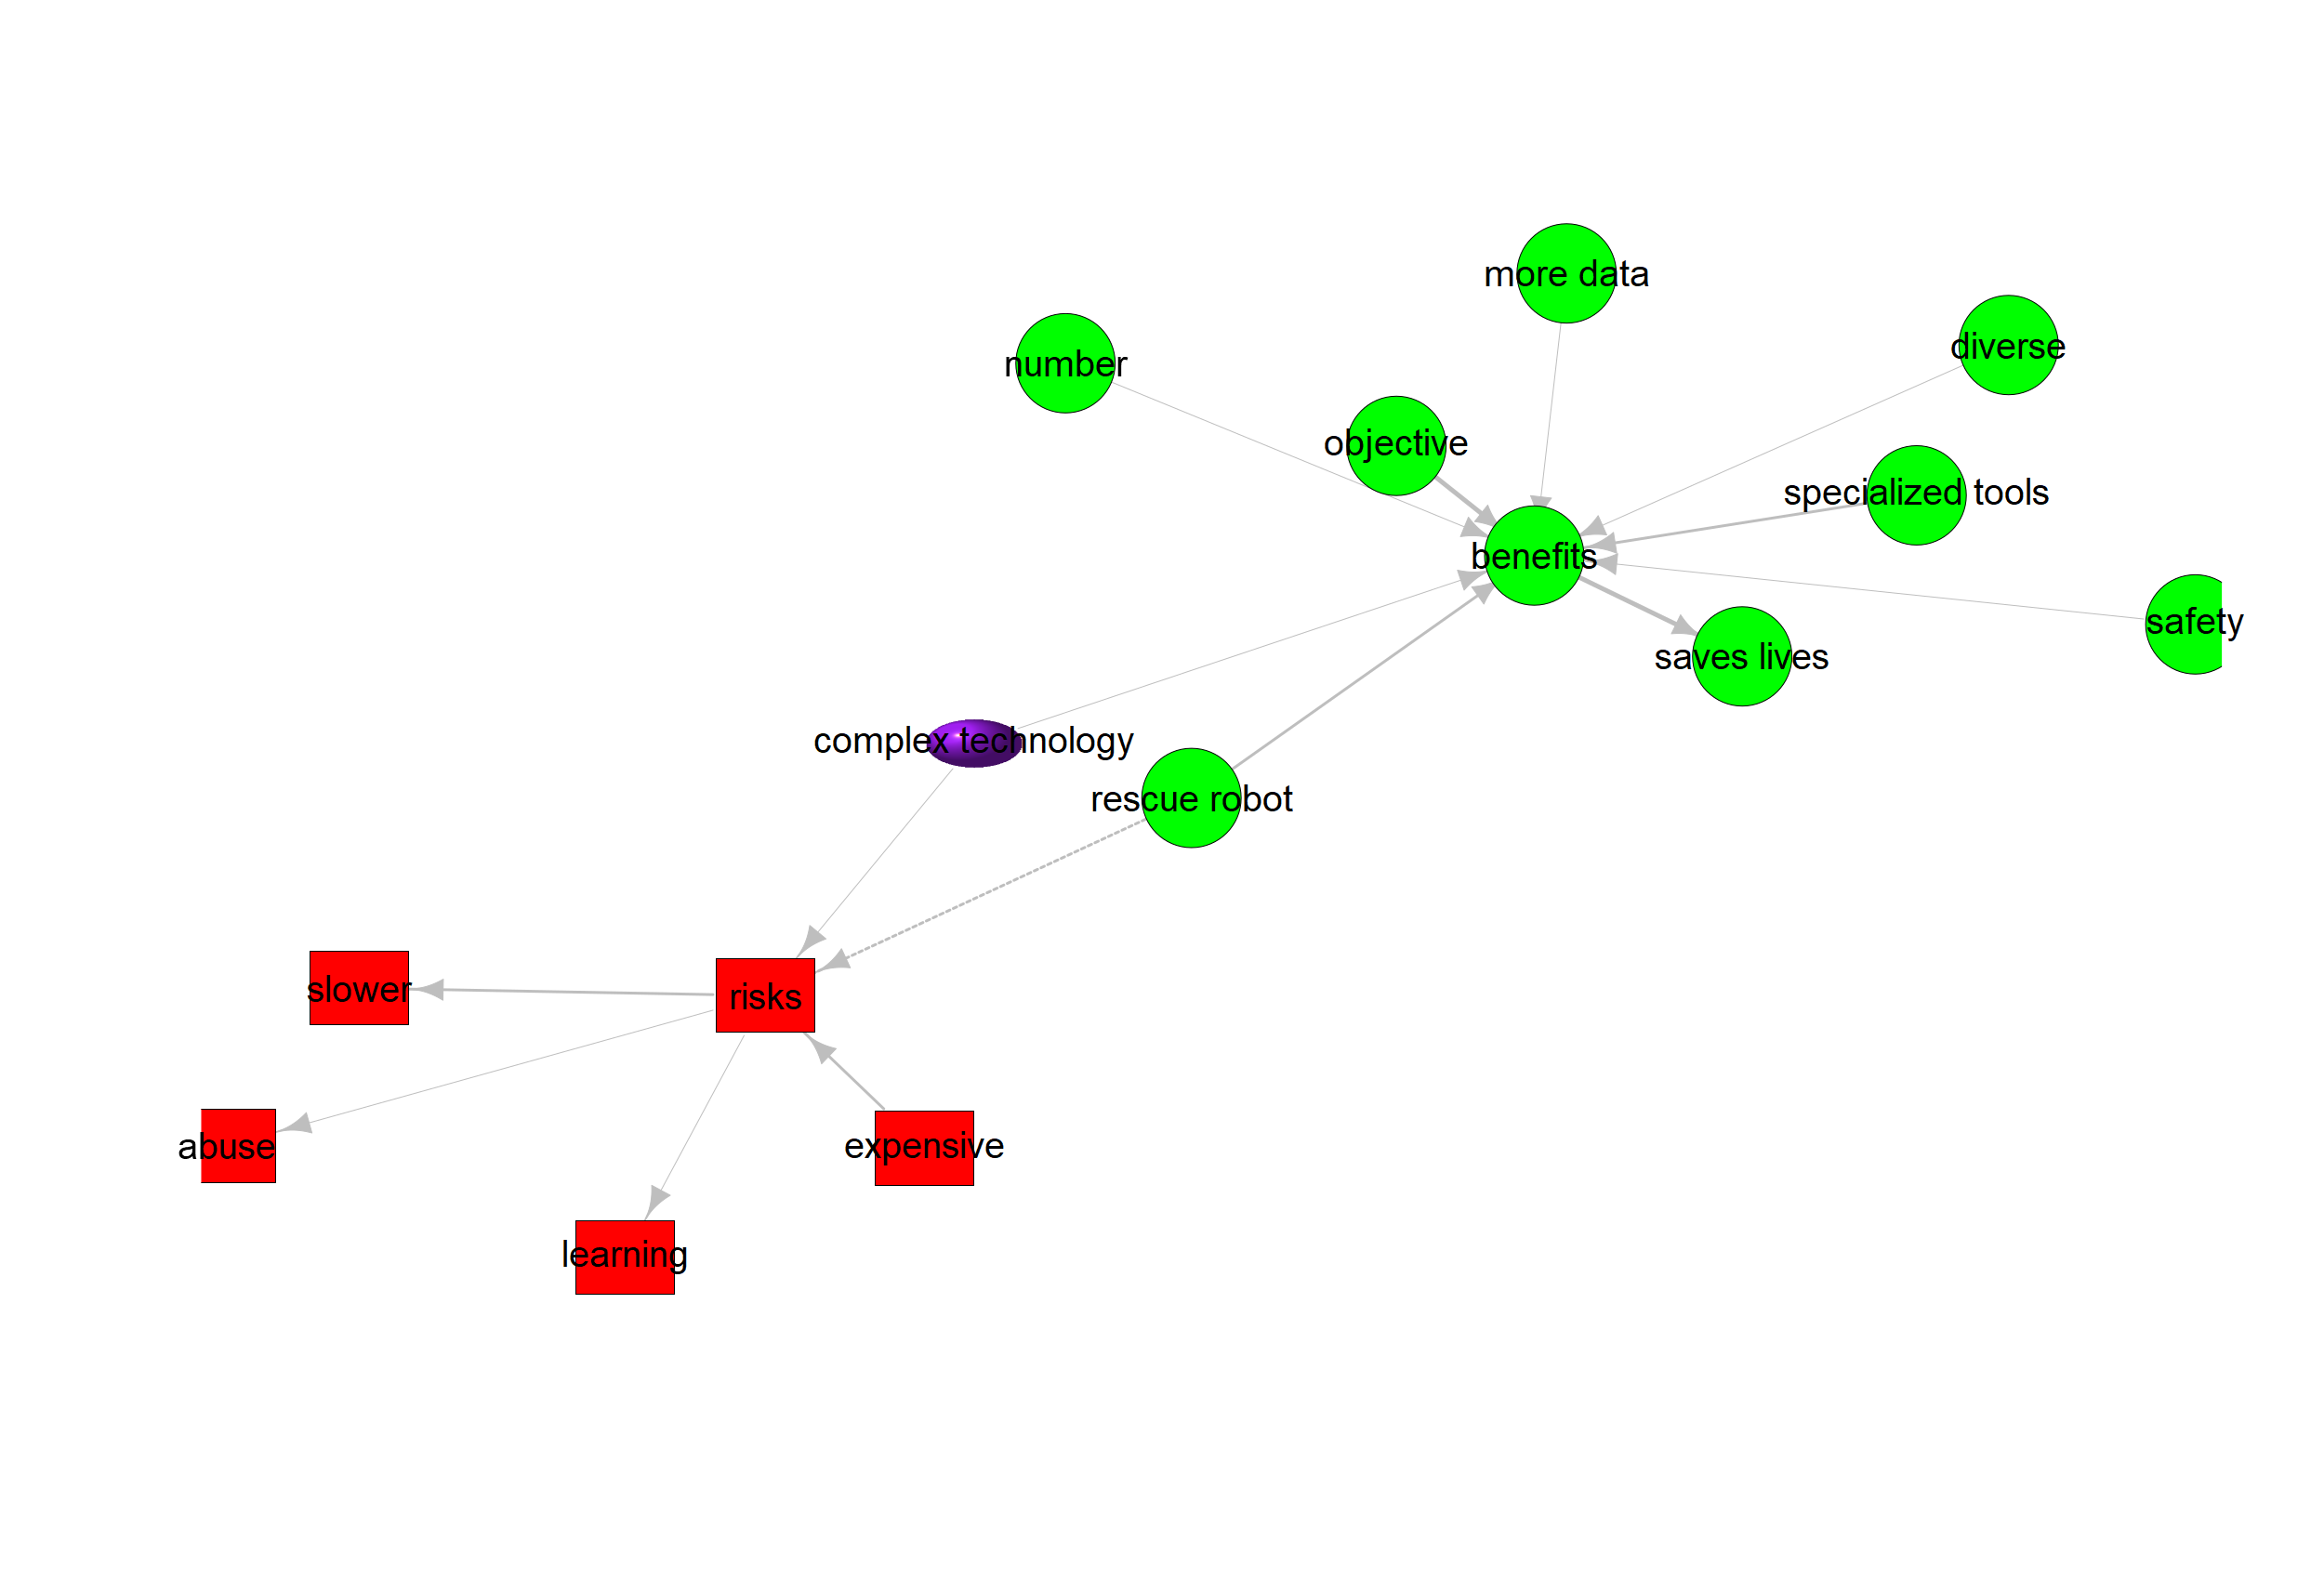 more data
diverse
number
objective
specialized tools
benefits
safety
saves lives
complex technology
rescue robot
slower
risks
abuse
expensive
learning